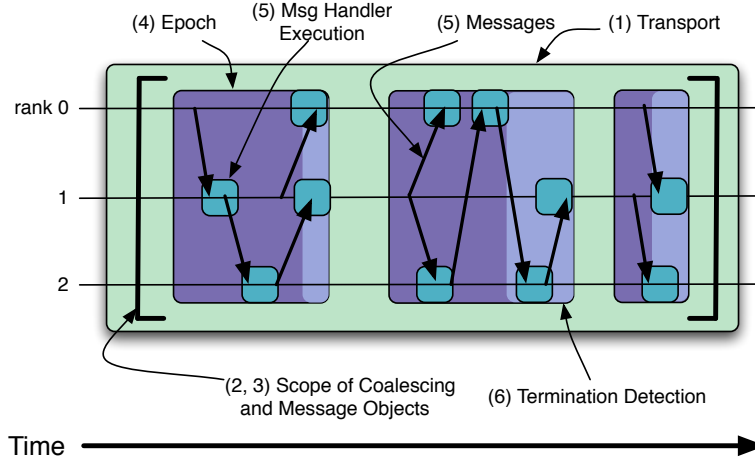 (4) Epoch
(5) Msg Handler
Execution
(5) Messages
(1) Transport
rank 0
1
2
(2, 3) Scope of Coalescing
and Message Objects
(6) Termination Detection
Time